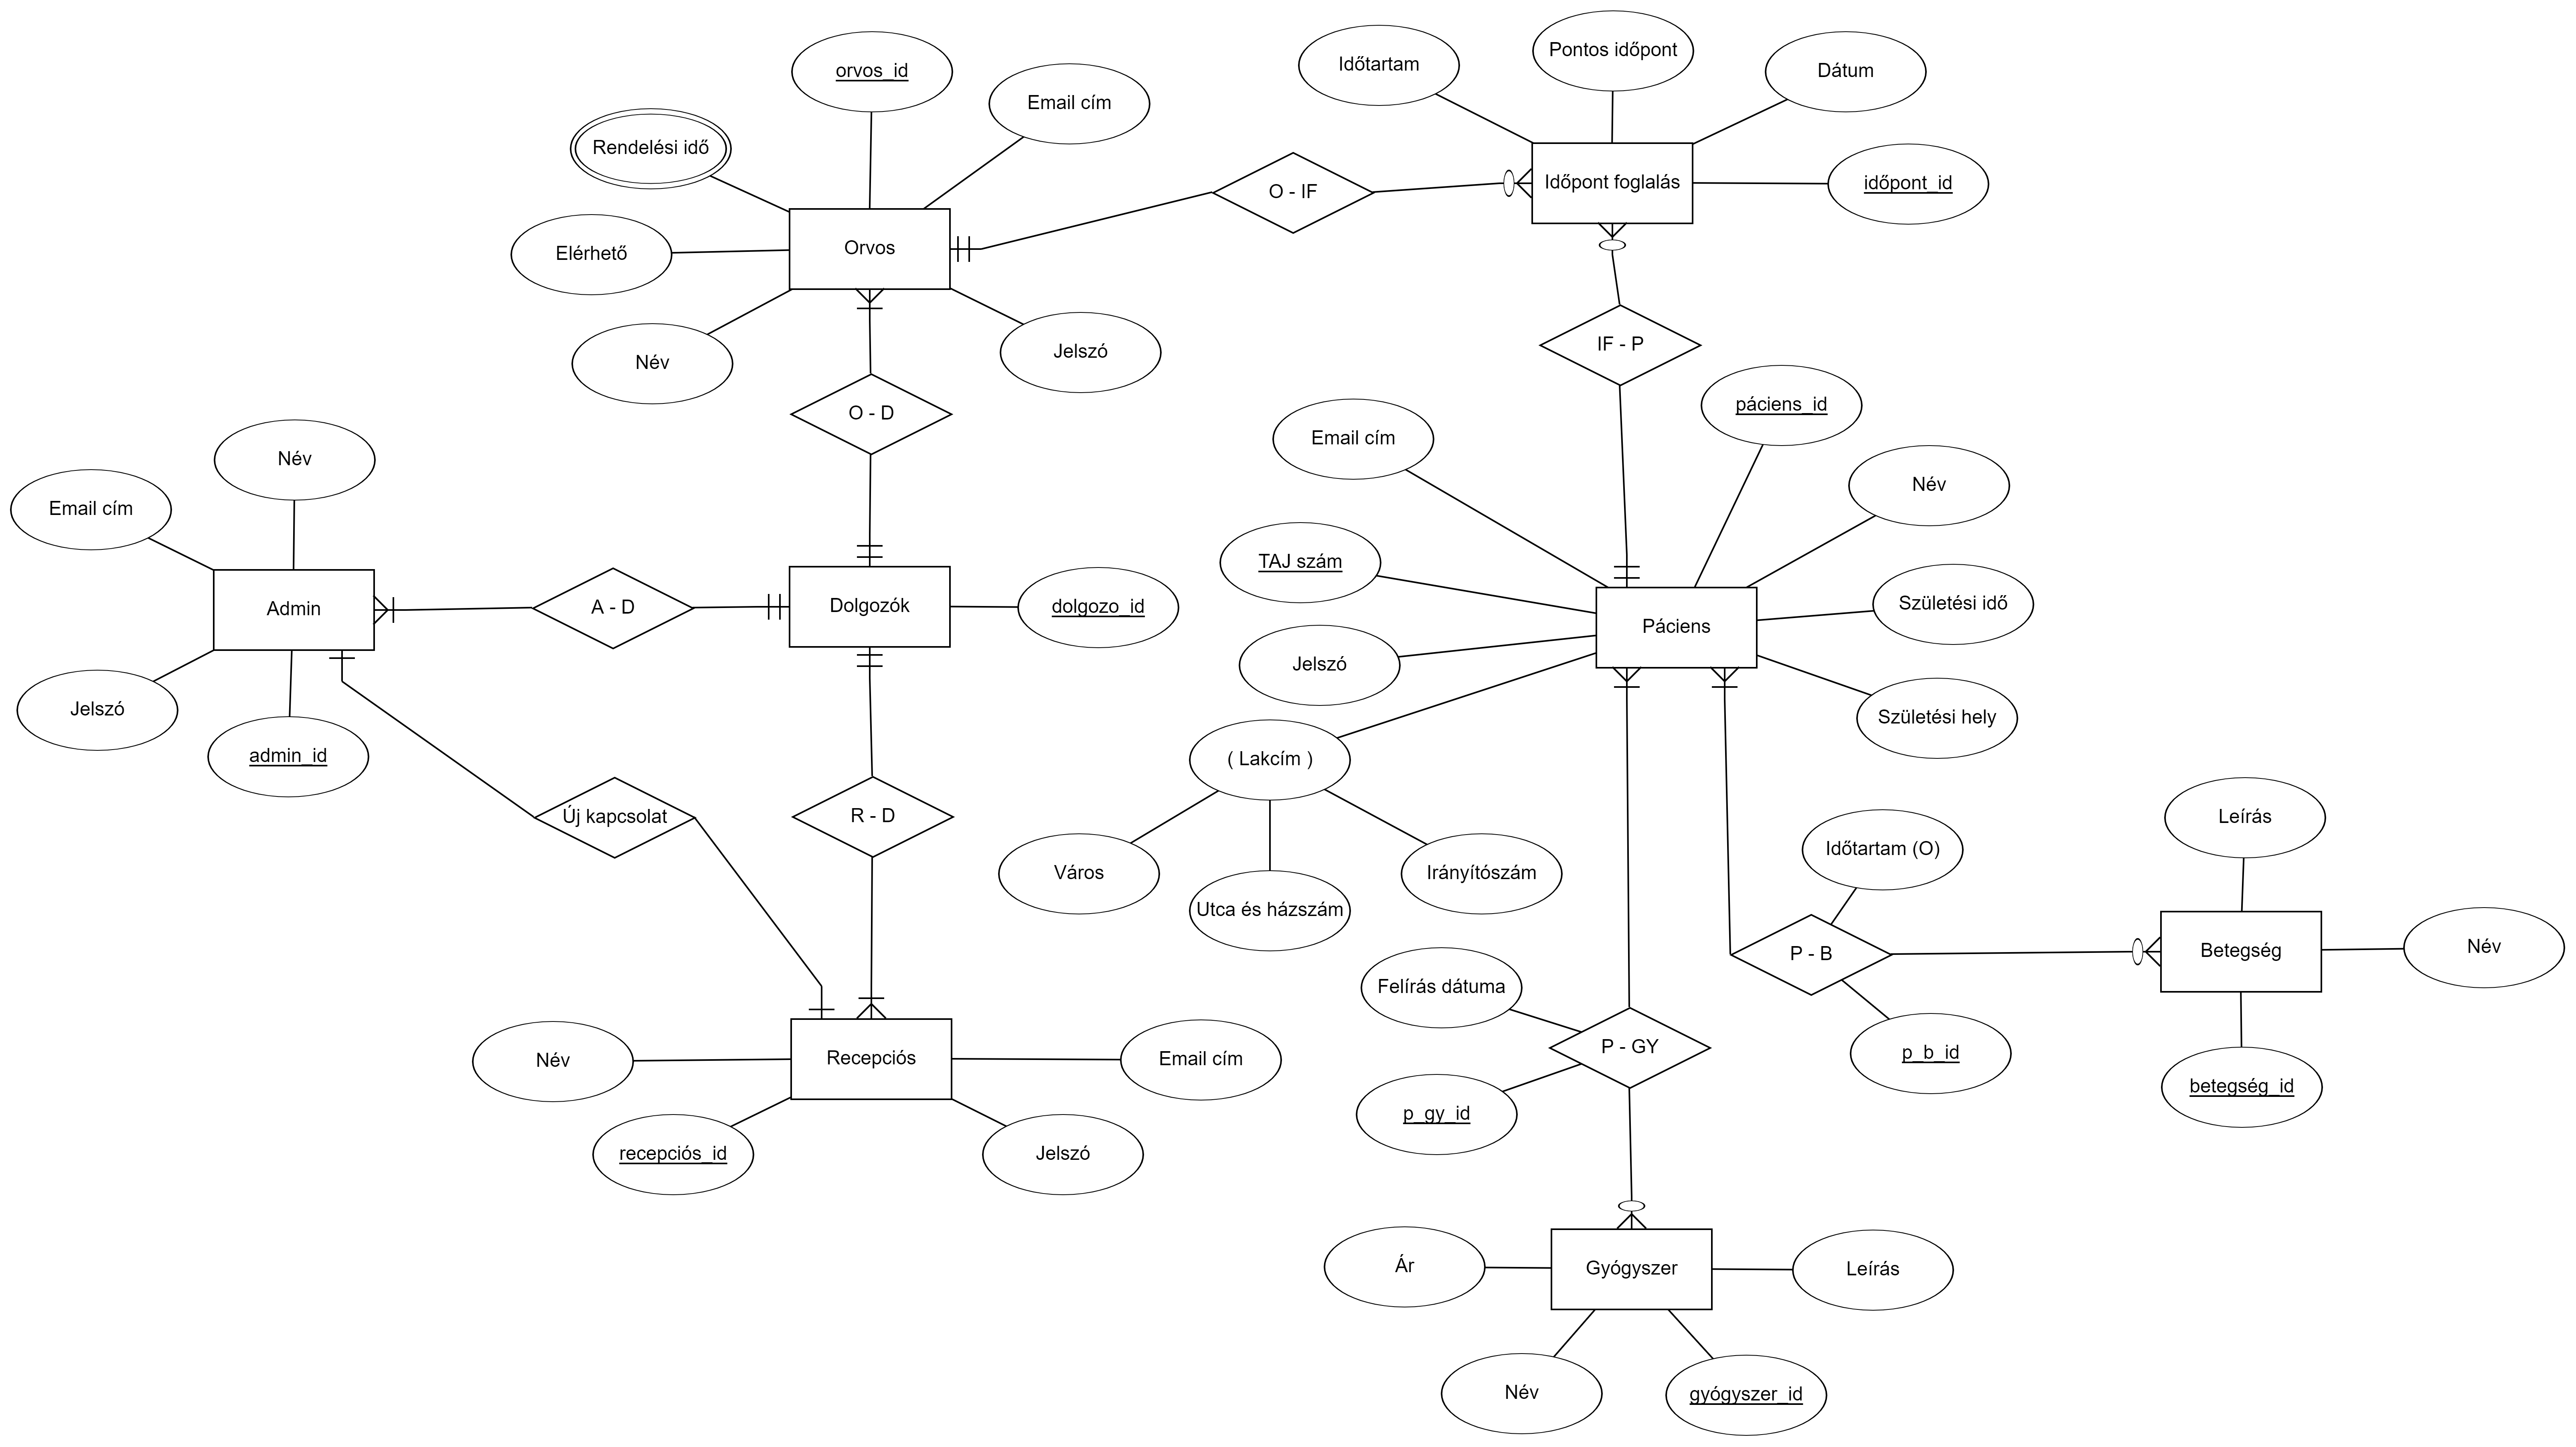 Pontos időpont
Időtartam
orvos_id
Dátum
Email cím
Rendelési idő
Időpont foglalás
időpont_id
O - IF
Orvos
Elérhető
IF - P
Jelszó
Név
páciens_id
O - D
Email cím
Név
Név
Email cím
TAJ szám
Születési idő
Admin
A - D
Dolgozók
dolgozo_id
Páciens
Jelszó
Jelszó
Születési hely
admin_id
( Lakcím )
Új kapcsolat
R - D
Leírás
Időtartam (O)
Város
Irányítószám
Utca és házszám
P - B
Betegség
Név
Felírás dátuma
P - GY
p_b_id
Név
Recepciós
Email cím
betegség_id
p_gy_id
recepciós_id
Jelszó
Ár
Gyógyszer
Leírás
Név
gyógyszer_id